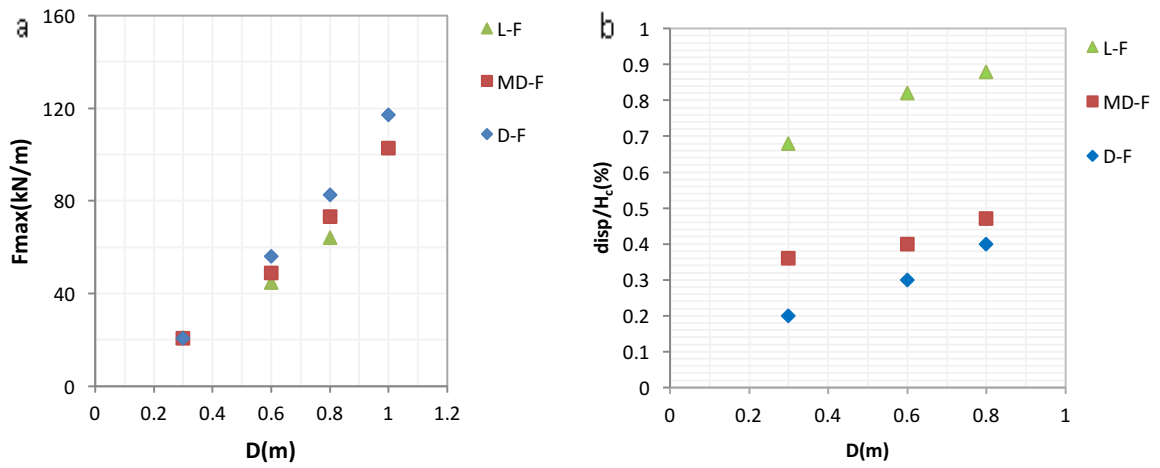 a
160
120
80
40
0
0 0.2 0.4 0.6 0.8 1 1.2
Fmax(kN/m)
D(m)
L-F
MD-F
D-F
b
1
0.9
0.8
0.7
0.6
0.5
0.4
0.3
0.2
0.1
0
0 0.2 0.4 0.6 0.8 1
disp/Hc(%)
D(m)
L-F
MD-F
D-F